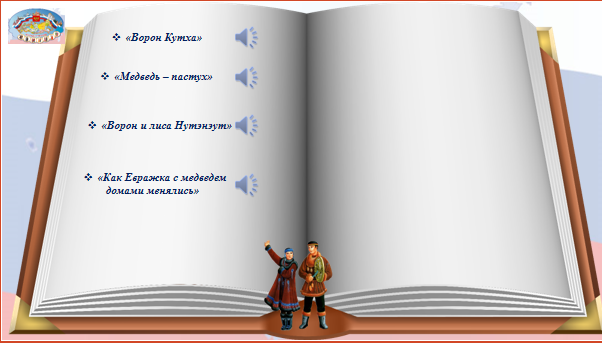 ❖ «Ворон Кутха»
❖ «Медведь – пастух»
❖ «Ворон и лиса Нутэнэут»
❖ «Как Евражка с медведем
домами менялись»